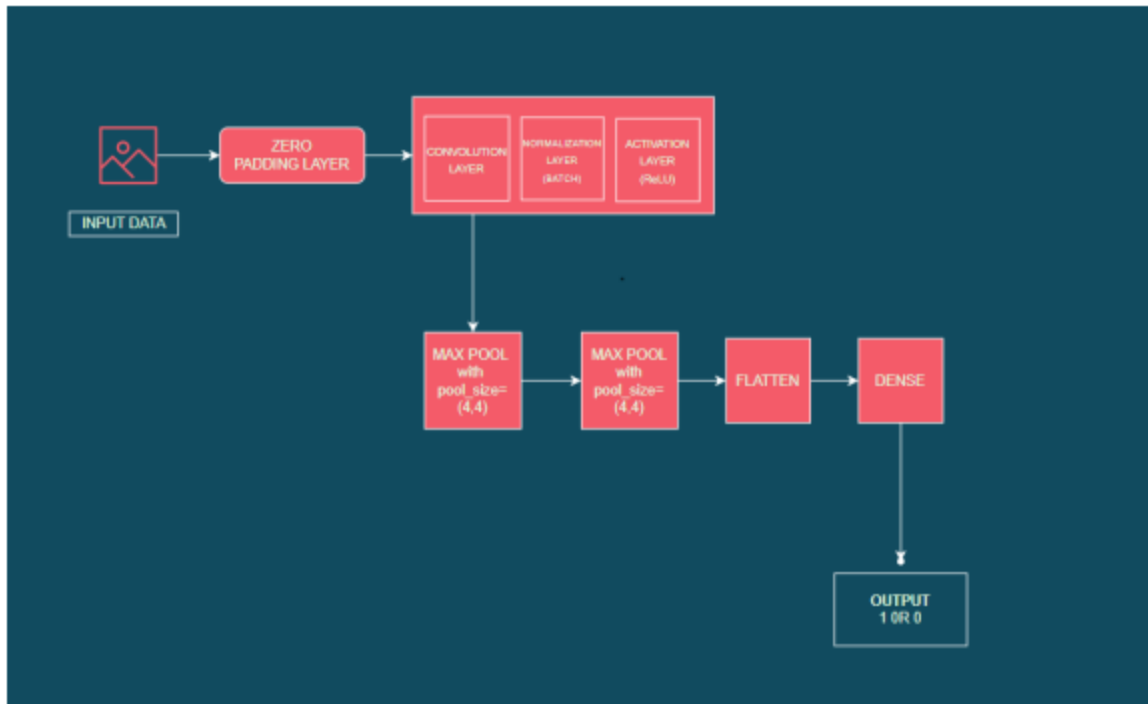 INPUT DATA
ZERO
PADDING LAYER
CONVOLUTION
LAYER
NORMALIZATION
LAYER
(BATCH)
ACTIVATION
LAYER
(ReLU)
MAX POOL
with
pool_size=
(4,4)
MAX POOL
with
pool_size=
(4,4)
FLATTEN
DENSE
OUTPUT
1 0R 0